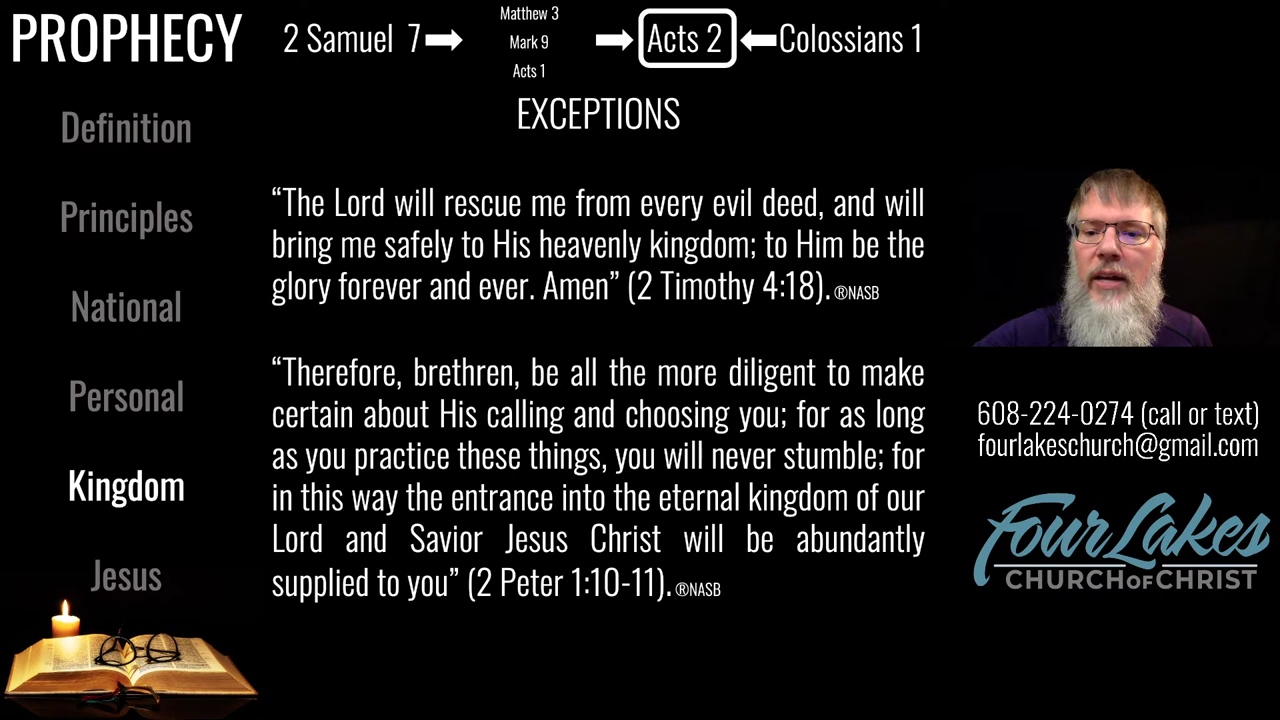 PROPHECY
2 Samuel 7
Matthew 3
Mark 9
Acts 1
Acts 2
Colossians 1
EXCEPTIONS
Definition
Principles
National
Personal
Kingdom
Jesus
“The Lord will rescue me from every evil deed, and will
bring me safely to His heavenly kingdom; to Him be the
glory forever and ever. Amen” (2 Timothy 4:18). ®NASB
“Therefore, brethren, be all the more diligent to make
certain about His calling and choosing you; for as long
as you practice these things, you will never stumble; for
in this way the entrance into the eternal kingdom of our
Lord and Savior Jesus Christ will be abundantly
supplied to you” (2 Peter 1:10-11). ®NASB
608-224-0274 (call or text)
fourlakeschurch@gmail.com
Four Lakes
CHURCH OF CHRIST